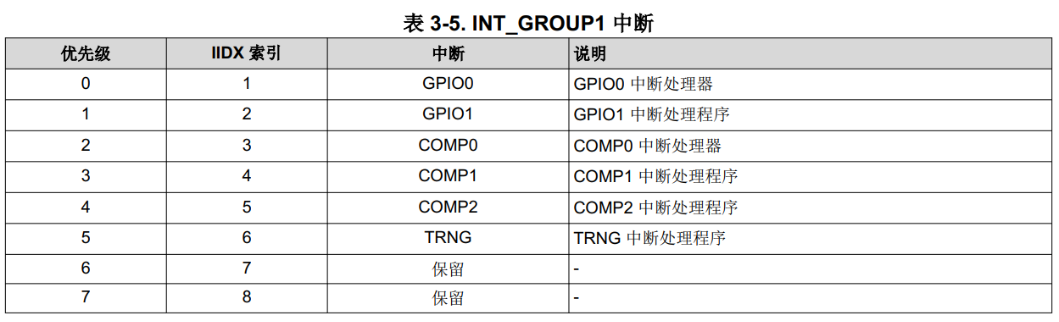 表 3-5. INT_GROUP1 中断
优先级 IIDX 索引 中断 说明
0 1 GPIO0 GPIO0 中断处理器
1 2 GPIO1 GPIO1 中断处理程序
2 3 COMP0 COMP0 中断处理器
3 4 COMP1 COMP1 中断处理程序
4 5 COMP2 COMP2 中断处理程序
5 6 TRNG TRNG 中断处理程序
6 7 保留 -
7 8 保留 -